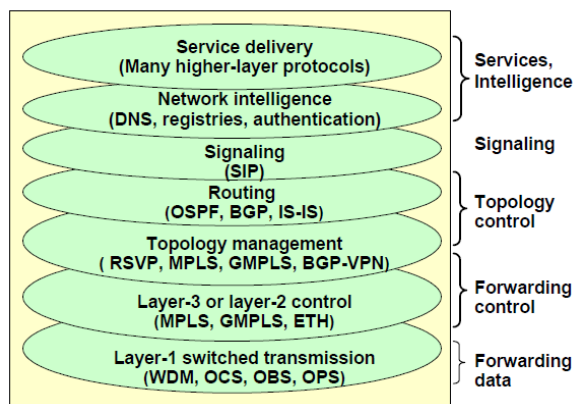 Service delivery
(Many higher-layer protocols)
Network intelligence
(DNS, registries, authentication)
Signaling
(SIP)
Routing
(OSPF, BGP, IS-IS)
Topology management
( RSVP, MPLS, GMPLS, BGP-VPN)
Layer-3 or layer-2 control
(MPLS, GMPLS, ETH)
Layer-1 switched transmission
(WDM, OCS, OBS, OPS)
Services,
Intelligence
Signaling
Topology
control
Forwarding
control
Forwarding
data